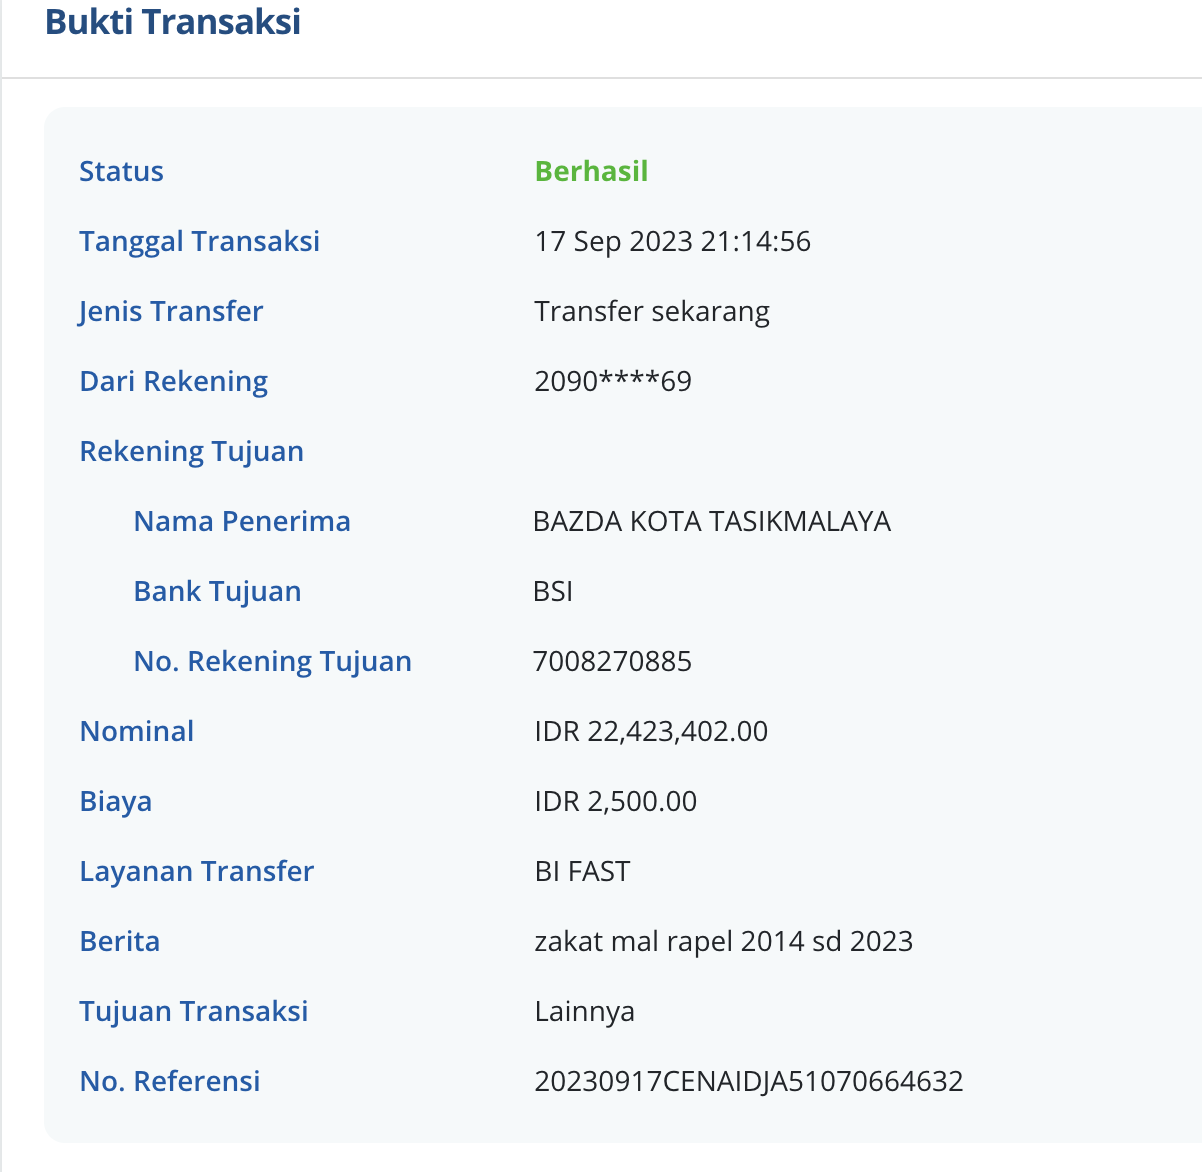 Bukti Transaksi
Status Berhasil
Tanggal Transaksi 17 Sep 2023 21:14:56
Jenis Transfer Transfer sekarang
Dari Rekening 2090****69
Rekening Tujuan
Nama Penerima BAZDA KOTA TASIKMALAYA
Bank Tujuan BSI
No. Rekening Tujuan 7008270885
Nominal IDR 22,423,402.00
Biaya IDR 2,500.00
Layanan Transfer BI FAST
Berita zakat mal rapel 2014 sd 2023
Tujuan Transaksi Lainnya
No. Referensi 20230917CENAIDJA51070664632